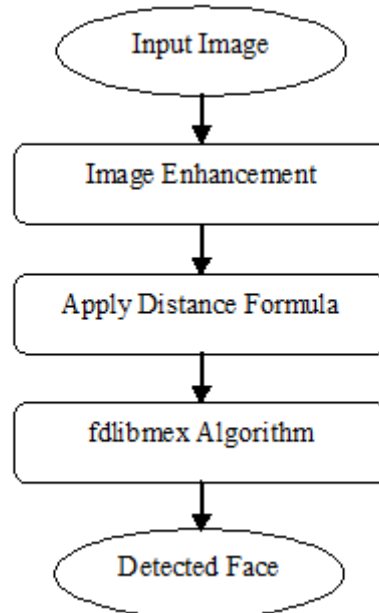 Input Image
Image Enhancement
Apply Distance Formula
fdlibmex Algorithm
Detected Face